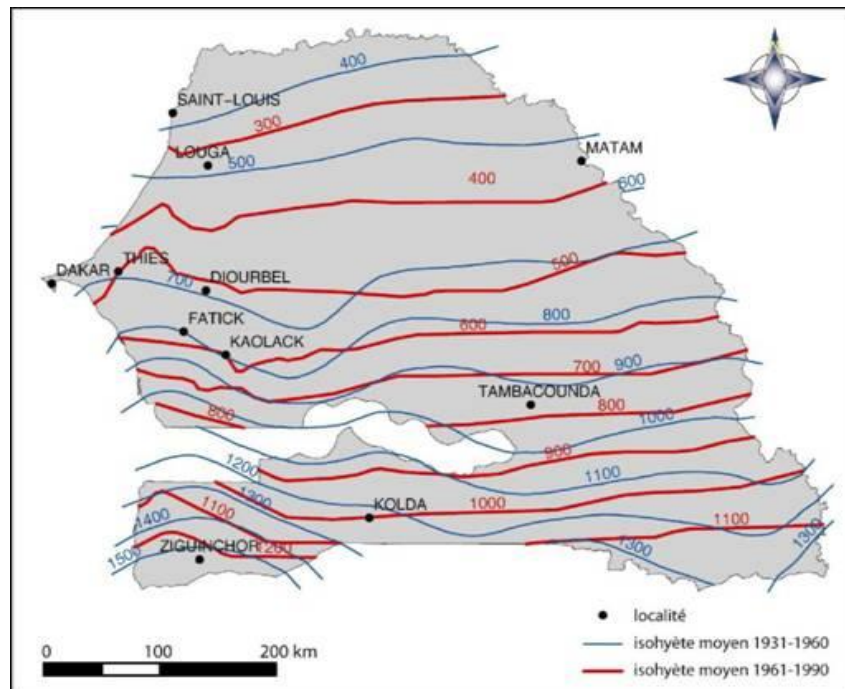 400
SAINT-LOUIS
300
LOUGA
500
MATAM
400
600
THIES
DAKAR
700
DIOURBEL
500
FATICK
800
KAOLACK
600
700
900
TAMBACOUNDA
800
800
1000
900
1200
1100
1300
1000
KOLDA
1100
1400
1100
1300
1500
ZIGUINCHOR
1200
1300
localité
isohyète moyen 1931-1960
isohyète moyen 1961-1990
0 100 200 km